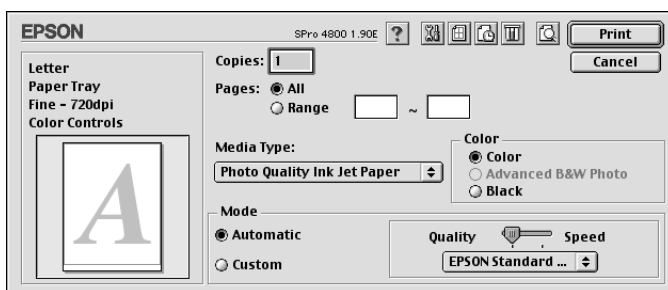 EPSON
SPro 4800 1.90E ?
Print
Letter
Paper Tray
Fine - 720dpi
Color Controls
A
Copies: 1
Cancel
Pages: All
Range ~
Media Type:
Photo Quality Ink Jet Paper
Color
Color
Advanced B&W Photo
Black
Mode
Automatic
Custom
Quality Speed
EPSON Standard ...